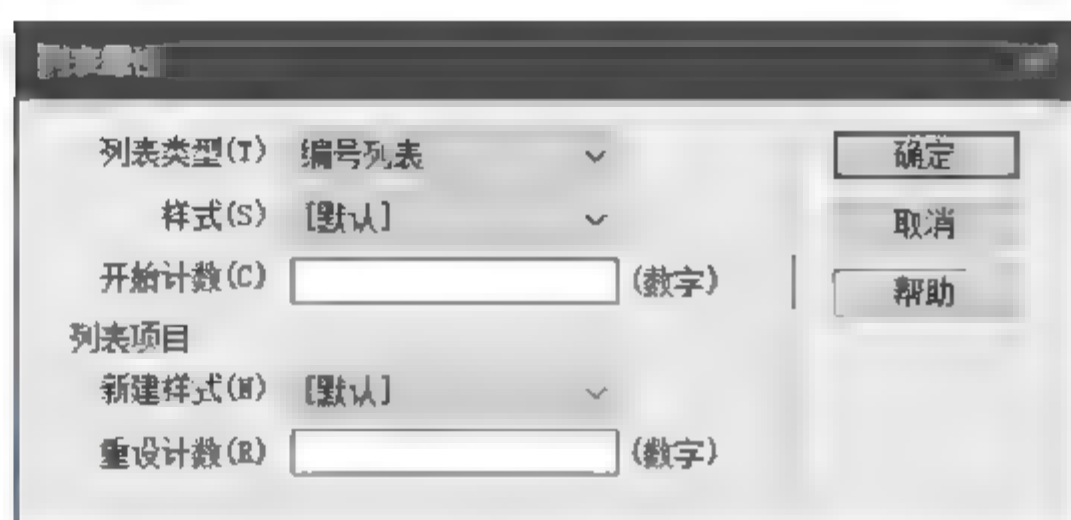 列表类型(T) 编号列表 确定
样式(S) [默认] 取消
开始计数(C) (数字) 帮助
列表项目
新建样式(W) [默认]
重设计数(R) (数字)